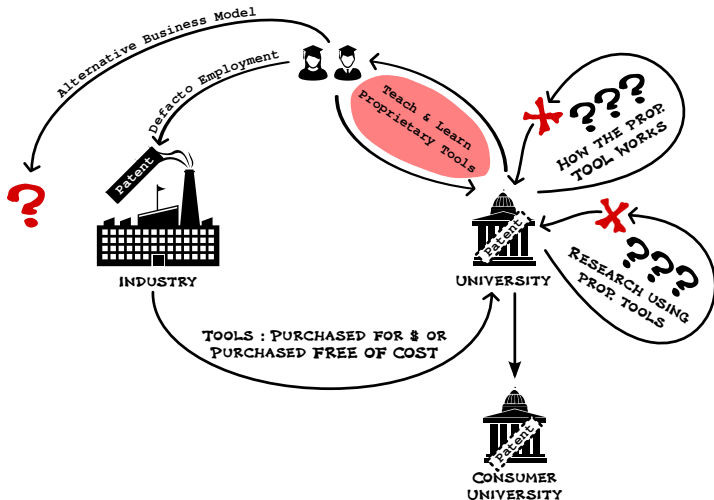 Alternative Business Model
Defacto Employment
Teach & Learn
Proprietary Tools
???
HOW THE PROP.
TOOL WORKS
Patent
?
Patent
???
RESEARCH USING
PROP. TOOLS
INDUSTRY
UNIVERSITY
TOOLS : PURCHASED FOR $ OR
PURCHASED FREE OF COST
Patent
CONSUMER
UNIVERSITY